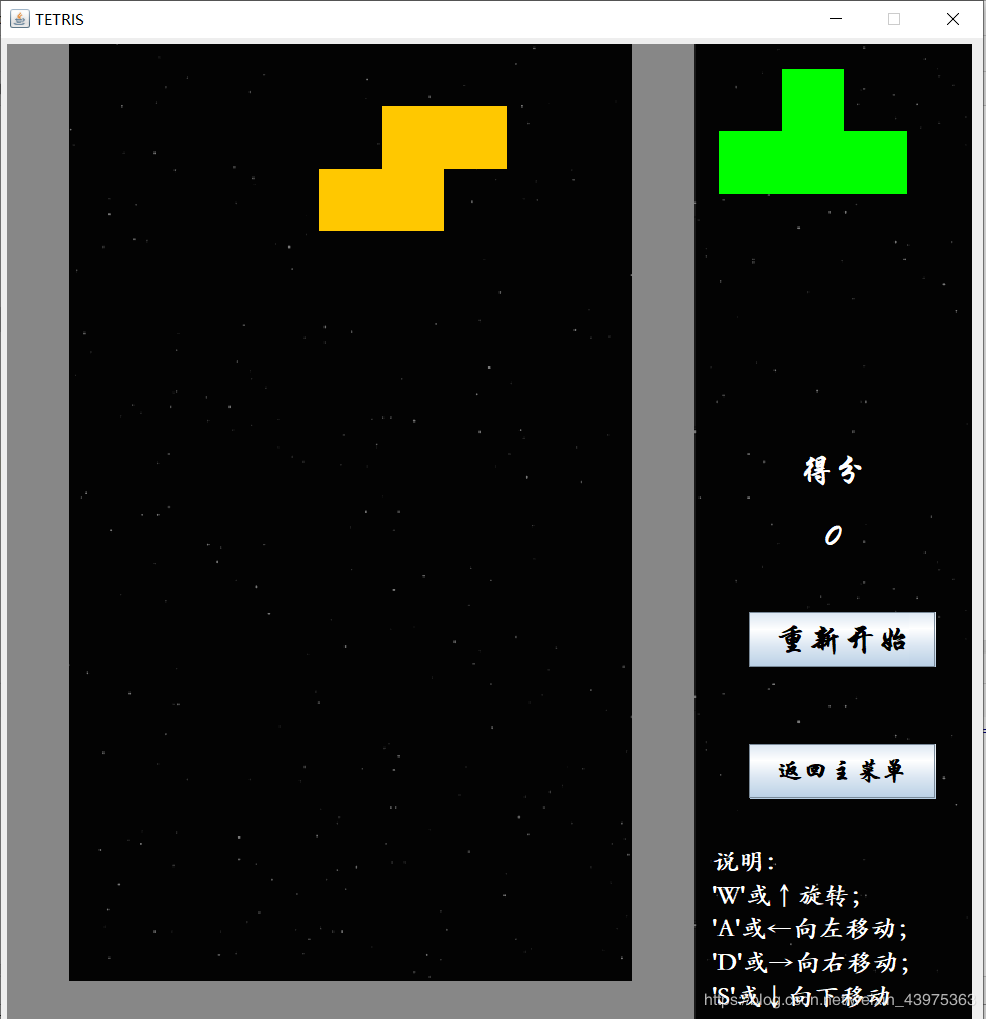 TETRIS
得分
0
重新开始
返回主菜单
说明：
'W'或↑旋转；
'A'或←向左移动；
'D'或→向右移动；
'S'或↓向下移动